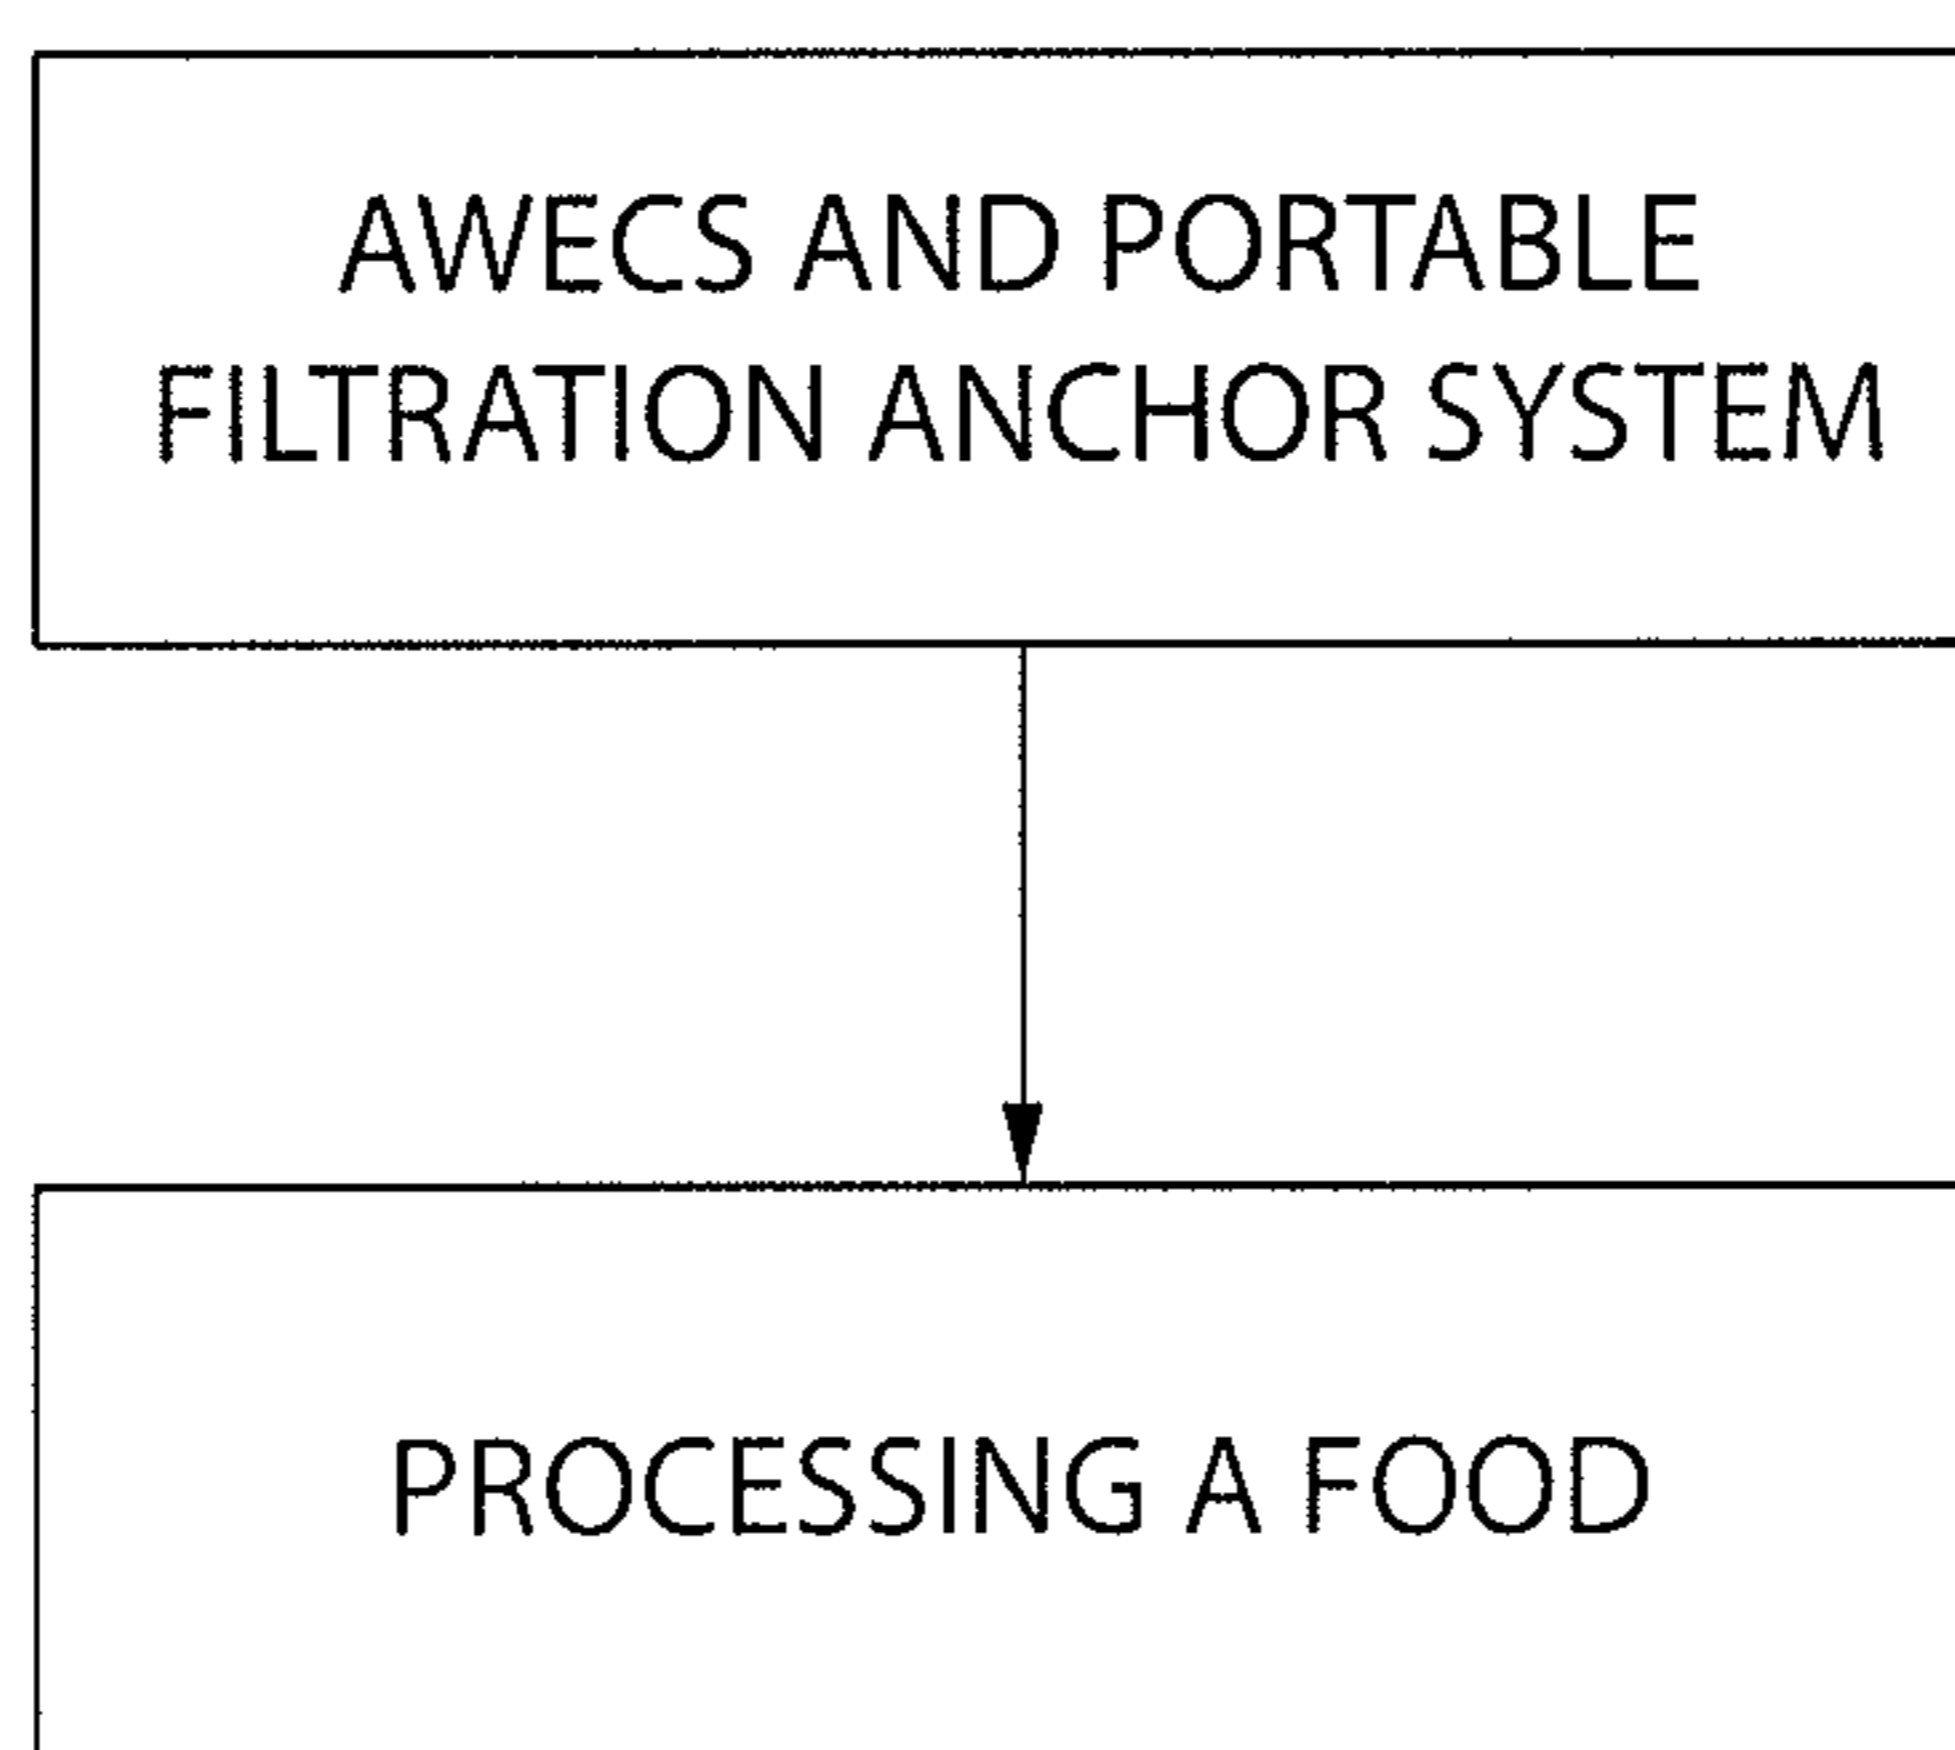 AWECS AND PORTABLE
FILTRATION ANCHOR SYSTEM
PROCESSING A FOOD